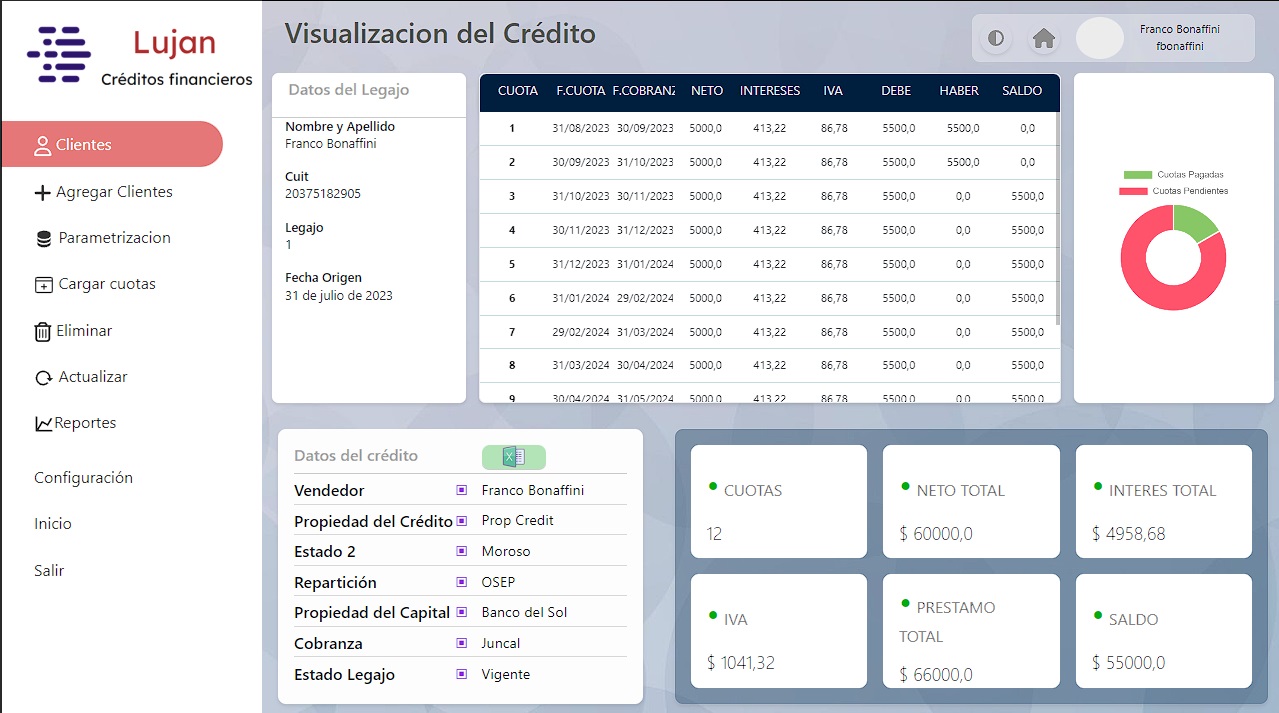 Lujan
Créditos financieros
Clientes
Agregar Clientes
Parametrizacion
Cargar cuotas
Eliminar
Actualizar
Reportes
Configuración
Inicio
Salir
Visualizacion del Crédito
Franco Bonaffini
fbonaffini
Datos del Legajo
Nombre y Apellido
Franco Bonaffini
Cuit
20375182905
Legajo
1
Fecha Origen
31 de julio de 2023
CUOTA F.CUOTA F.COBRANZ NETO INTERESES IVA DEBE HABER SALDO
1 31/08/2023 30/09/2023 5000,0 413,22 86,78 5500,0 5500,0 0,0
2 30/09/2023 31/10/2023 5000,0 413,22 86,78 5500,0 5500,0 0,0
3 31/10/2023 30/11/2023 5000,0 413,22 86,78 5500,0 0,0 5500,0
4 30/11/2023 31/12/2023 5000,0 413,22 86,78 5500,0 0,0 5500,0
5 31/12/2023 31/01/2024 5000,0 413,22 86,78 5500,0 0,0 5500,0
6 31/01/2024 29/02/2024 5000,0 413,22 86,78 5500,0 0,0 5500,0
7 29/02/2024 31/03/2024 5000,0 413,22 86,78 5500,0 0,0 5500,0
8 31/03/2024 30/04/2024 5000,0 413,22 86,78 5500,0 0,0 5500,0
9 30/04/2024 31/05/2024 5000,0 413,22 86,78 5500,0 0,0 5500,0
Cuotas Pagadas
Cuotas Pendientes
Datos del crédito
Vendedor Franco Bonaffini
Propiedad del Crédito Prop Credit
Estado 2 Moroso
Repartición OSEP
Propiedad del Capital Banco del Sol
Cobranza Juncal
Estado Legajo Vigente
CUOTAS
12
NETO TOTAL
$ 60000,0
INTERES TOTAL
$ 4958,68
IVA
$ 1041,32
PRESTAMO
TOTAL
$ 66000,0
SALDO
$ 55000,0